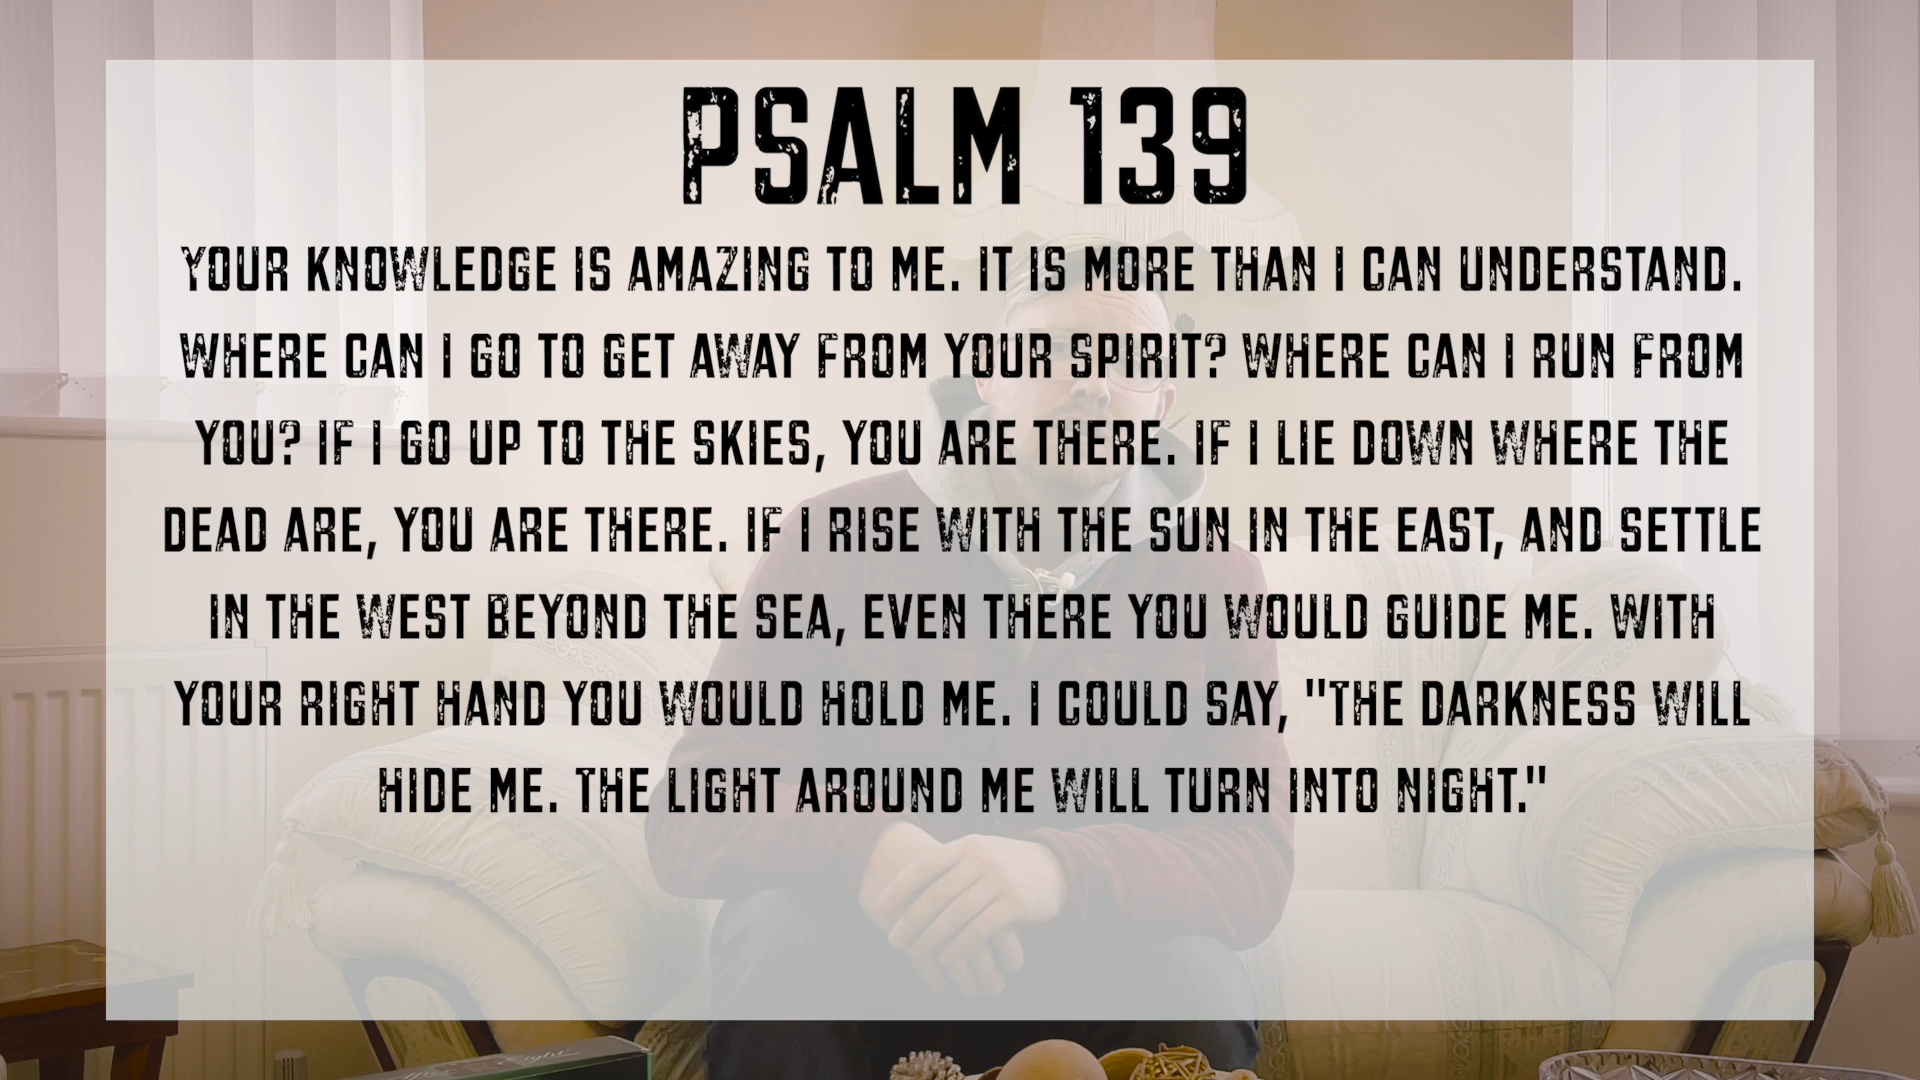 PSALM 139
YOUR KNOWLEDGE IS AMAZING TO ME. IT IS MORE THAN I CAN UNDERSTAND.
WHERE CAN I GO TO GET AWAY FROM YOUR SPIRIT? WHERE CAN I RUN FROM
YOU? IF I GO UP TO THE SKIES, YOU ARE THERE. IF I LIE DOWN WHERE THE
DEAD ARE, YOU ARE THERE. IF I RISE WITH THE SUN IN THE EAST, AND SETTLE
IN THE WEST BEYOND THE SEA, EVEN THERE YOU WOULD GUIDE ME. WITH
YOUR RIGHT HAND YOU WOULD HOLD ME. I COULD SAY, "THE DARKNESS WILL
HIDE ME. THE LIGHT AROUND ME WILL TURN INTO NIGHT."